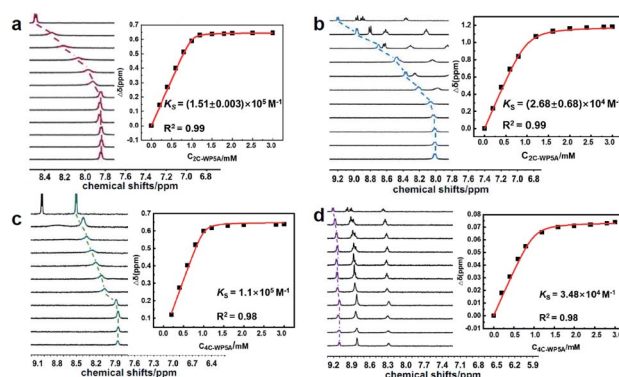 a
0.7
0.6
0.5
0.4
0.3
0.2
0.1
0.0
Δδ(ppm)
Kₛ = (1.51±0.003)×10⁵ M⁻¹
R² = 0.99
0.0 0.5 1.0 1.5 2.0 2.5 3.0
C2C-WP5A/mM
8.5 8.2 7.9 7.6 7.3 7.0 6.7
chemical shifts/ppm
b
1.2
1.0
0.8
0.6
0.4
0.2
0.0
Δδ(ppm)
Kₛ = (2.68±0.68)×10⁴ M⁻¹
R² = 0.99
0.0 0.4 0.8 1.2 1.6 2.0 2.4 2.8
C2C-WP5A/mM
9.2 8.9 8.6 8.3 8.0 7.7 7.4 7.1 6.8
chemical shifts/ppm
c
0.7
0.6
0.5
0.4
0.3
0.2
0.1
0.0
Δδ(ppm)
Kₛ = 1.1×10⁵ M⁻¹
R² = 0.98
0.0 0.5 1.0 1.5 2.0 2.5 3.0
C4C-WP5A/mM
9.1 8.8 8.5 8.2 7.9 7.6 7.3 7.0 6.7 6.4
chemical shifts/ppm
d
0.08
0.07
0.06
0.05
0.04
0.03
0.02
0.01
0.00
Δδ(ppm)
Kₛ = 3.48×10⁴ M⁻¹
R² = 0.98
0.0 0.5 1.0 1.5 2.0 2.5 3.0
C4C-WP5A/mM
9.2 8.9 8.6 8.3 8.0 7.7 7.4 7.1 6.8 6.5 6.2 5.9
chemical shifts/ppm